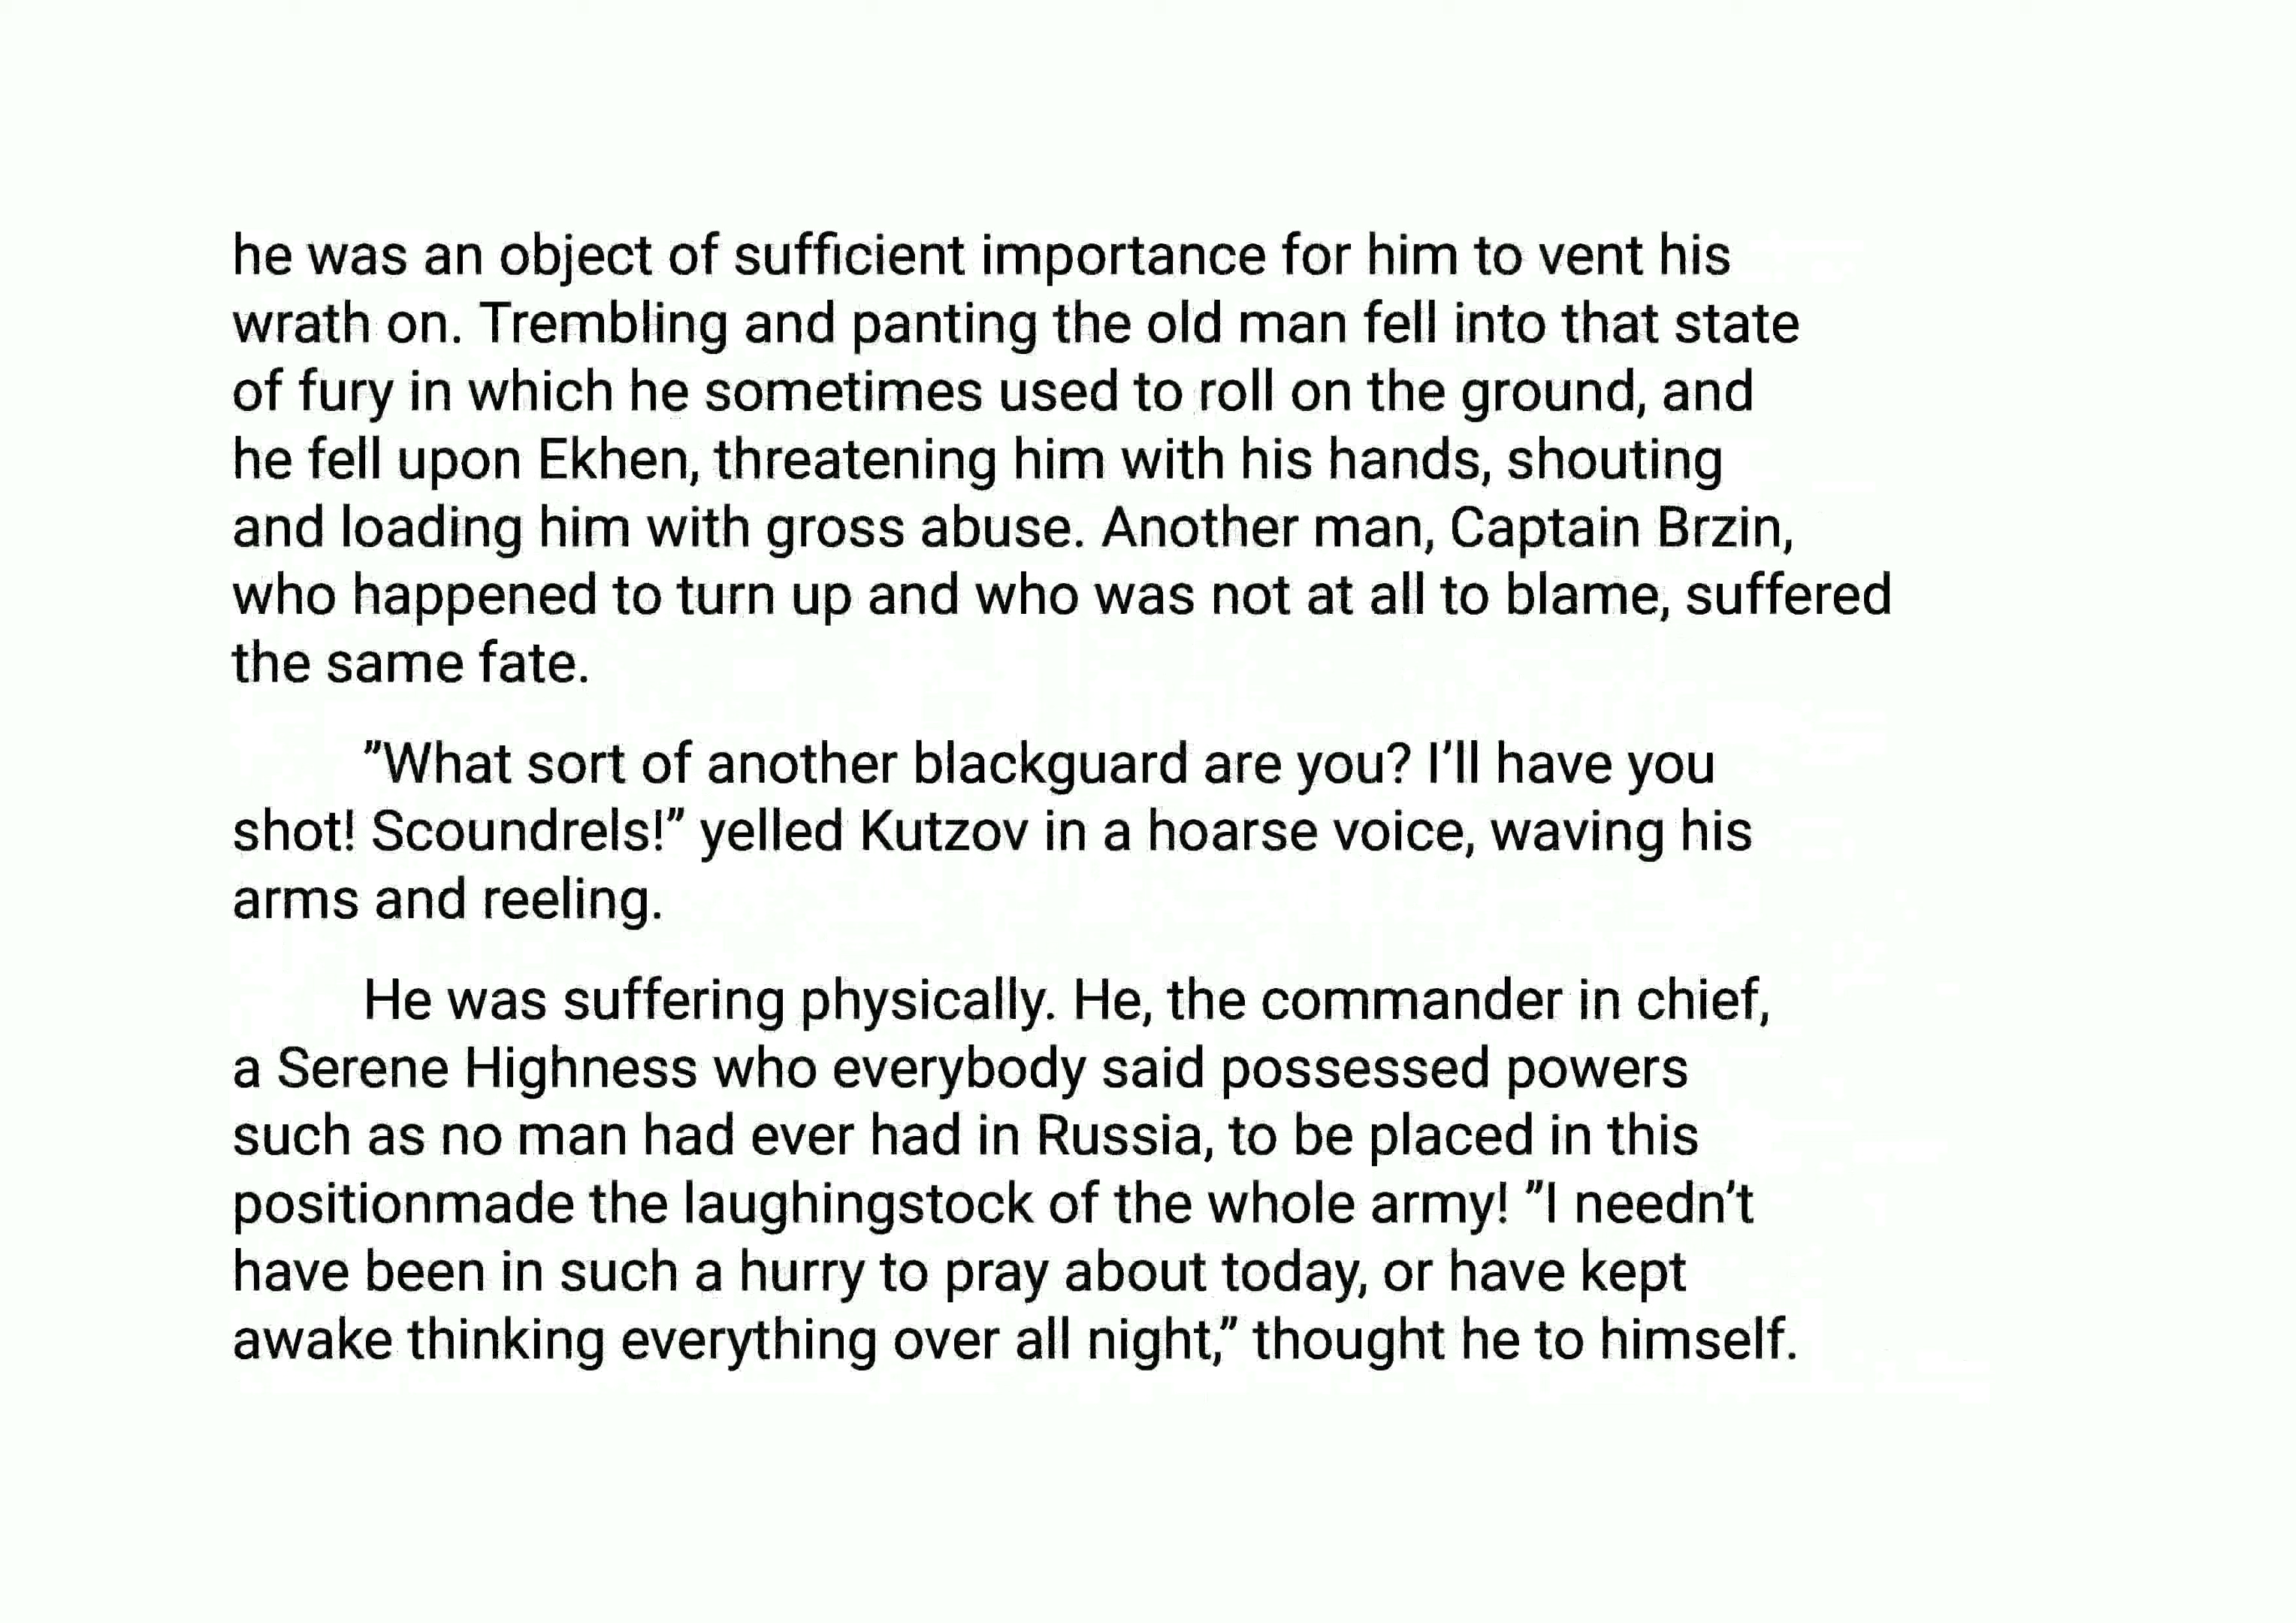 he was an object of sufficient importance for him to vent his
wrath on. Trembling and panting the old man fell into that state
of fury in which he sometimes used to roll on the ground, and
he fell upon Ekhen, threatening him with his hands, shouting
and loading him with gross abuse. Another man, Captain Brzin,
who happened to turn up and who was not at all to blame, suffered
the same fate.
"What sort of another blackguard are you? I'll have you
shot! Scoundrels!" yelled Kutzov in a hoarse voice, waving his
arms and reeling.
He was suffering physically. He, the commander in chief,
a Serene Highness who everybody said possessed powers
such as no man had ever had in Russia, to be placed in this
positionmade the laughingstock of the whole army! "I needn't
have been in such a hurry to pray about today, or have kept
awake thinking everything over all night," thought he to himself.